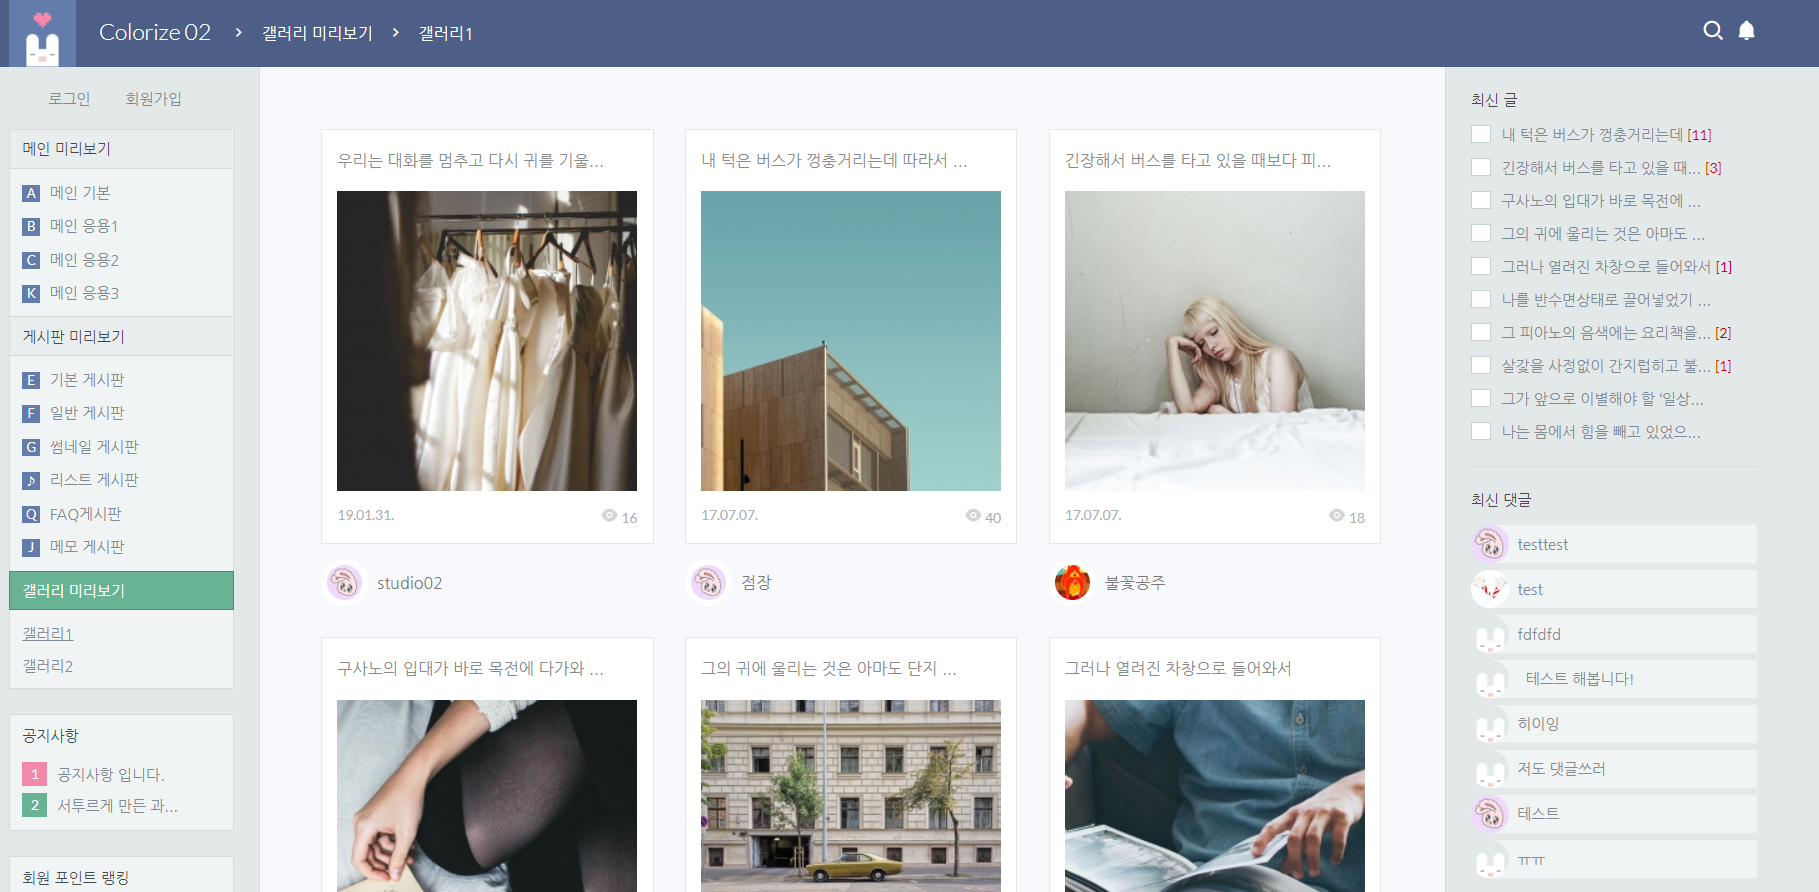 Colorize 02 > 갤러리 미리보기 > 갤러리1
로그인 회원가입
메인 미리보기
A 메인 기본
B 메인 응용1
C 메인 응용2
K 메인 응용3
게시판 미리보기
E 기본 게시판
F 일반 게시판
G 썸네일 게시판
♪ 리스트 게시판
Q FAQ게시판
J 메모 게시판
갤러리 미리보기
갤러리1
갤러리2
공지사항
1 공지사항 입니다.
2 서투르게 만든 과...
회원 포인트 랭킹
우리는 대화를 멈추고 다시 귀를 기울...
19.01.31. 16
studio02
내 턱은 버스가 껑충거리는데 따라서 ...
17.07.07. 40
점장
긴장해서 버스를 타고 있을 때보다 피...
17.07.07. 18
불꽃공주
구사노의 입대가 바로 목전에 다가와 ...
그의 귀에 울리는 것은 아마도 단지 ...
그러나 열려진 차창으로 들어와서
최신 글
내 턱은 버스가 껑충거리는데 [11]
긴장해서 버스를 타고 있을 때... [3]
구사노의 입대가 바로 목전에 ...
그의 귀에 울리는 것은 아마도 ...
그러나 열려진 차창으로 들어와서 [1]
나를 반수면상태로 끌어넣었기 ...
그 피아노의 음색에는 요리책을... [2]
살갗을 사정없이 간지럽히고 불... [1]
그가 앞으로 이별해야 할 ‘일상...
나는 몸에서 힘을 빼고 있었으...
최신 댓글
testtest
test
fdfdfd
테스트 해봅니다!
히이잉
저도 댓글쓰러
테스트
ㅠㅠ